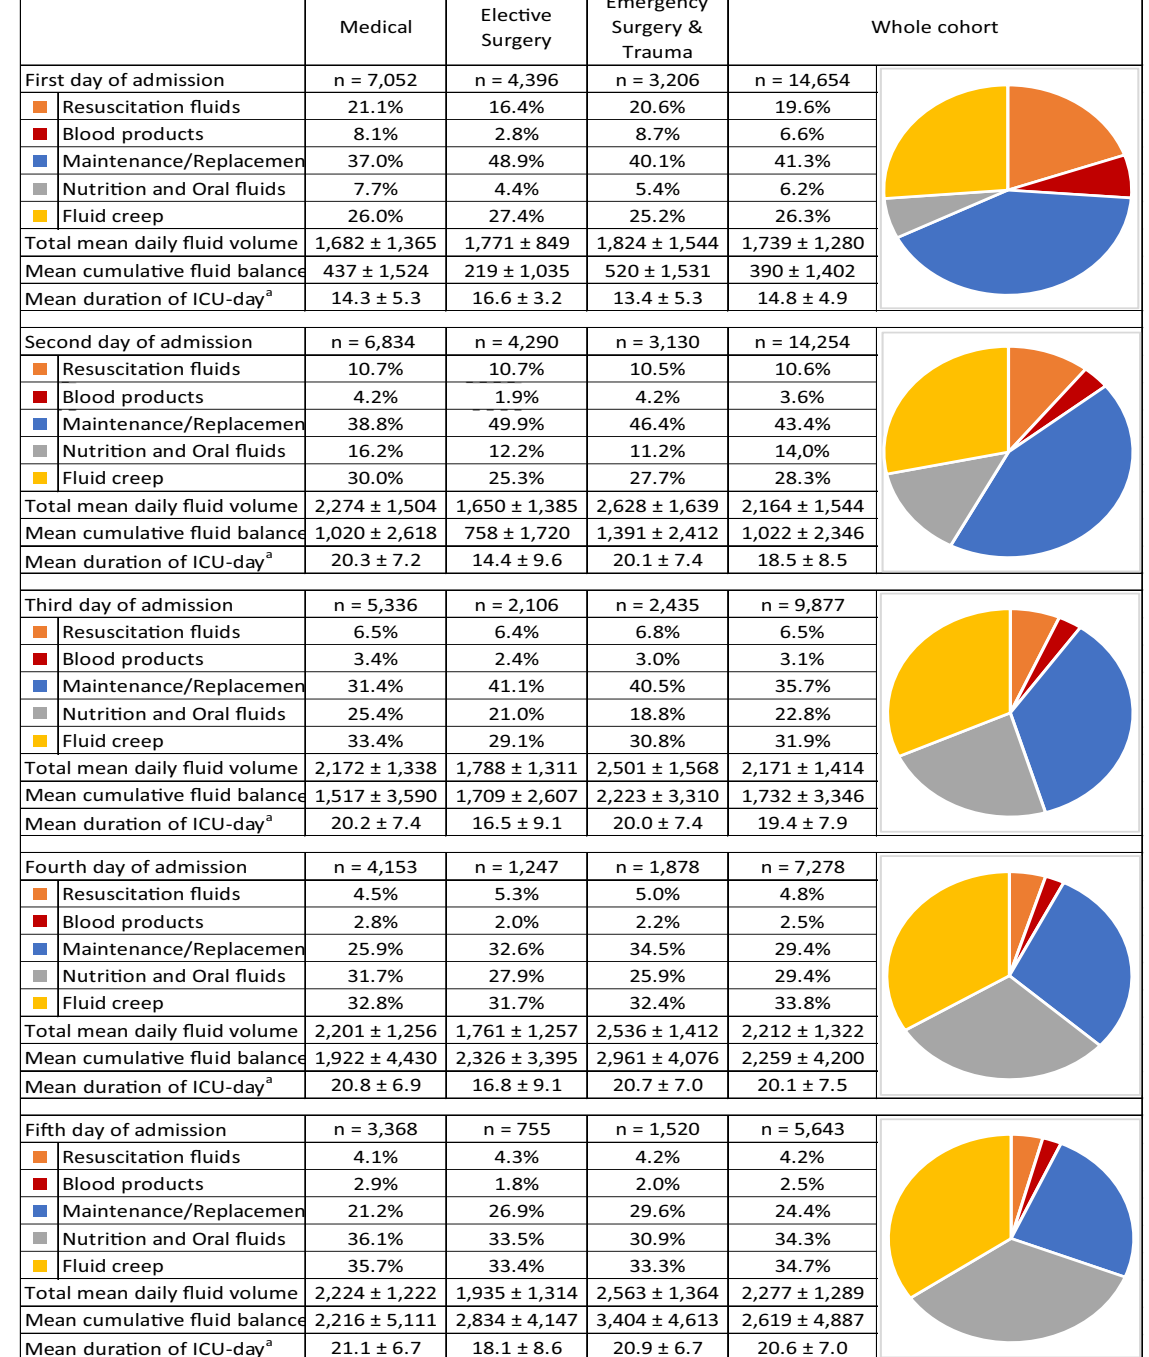 Medical Elective Surgery Emergency Surgery & Trauma Whole cohort
First day of admission n = 7,052 n = 4,396 n = 3,206 n = 14,654
Resuscitation fluids 21.1% 16.4% 20.6% 19.6%
Blood products 8.1% 2.8% 8.7% 6.6%
Maintenance/Replacemen 37.0% 48.9% 40.1% 41.3%
Nutrition and Oral fluids 7.7% 4.4% 5.4% 6.2%
Fluid creep 26.0% 27.4% 25.2% 26.3%
Total mean daily fluid volume 1,682 ± 1,365 1,771 ± 849 1,824 ± 1,544 1,739 ± 1,280
Mean cumulative fluid balance 437 ± 1,524 219 ± 1,035 520 ± 1,531 390 ± 1,402
Mean duration of ICU-dayᵃ 14.3 ± 5.3 16.6 ± 3.2 13.4 ± 5.3 14.8 ± 4.9
Second day of admission n = 6,834 n = 4,290 n = 3,130 n = 14,254
Resuscitation fluids 10.7% 10.7% 10.5% 10.6%
Blood products 4.2% 1.9% 4.2% 3.6%
Maintenance/Replacemen 38.8% 49.9% 46.4% 43.4%
Nutrition and Oral fluids 16.2% 12.2% 11.2% 14,0%
Fluid creep 30.0% 25.3% 27.7% 28.3%
Total mean daily fluid volume 2,274 ± 1,504 1,650 ± 1,385 2,628 ± 1,639 2,164 ± 1,544
Mean cumulative fluid balance 1,020 ± 2,618 758 ± 1,720 1,391 ± 2,412 1,022 ± 2,346
Mean duration of ICU-dayᵃ 20.3 ± 7.2 14.4 ± 9.6 20.1 ± 7.4 18.5 ± 8.5
Third day of admission n = 5,336 n = 2,106 n = 2,435 n = 9,877
Resuscitation fluids 6.5% 6.4% 6.8% 6.5%
Blood products 3.4% 2.4% 3.0% 3.1%
Maintenance/Replacemen 31.4% 41.1% 40.5% 35.7%
Nutrition and Oral fluids 25.4% 21.0% 18.8% 22.8%
Fluid creep 33.4% 29.1% 30.8% 31.9%
Total mean daily fluid volume 2,172 ± 1,338 1,788 ± 1,311 2,501 ± 1,568 2,171 ± 1,414
Mean cumulative fluid balance 1,517 ± 3,590 1,709 ± 2,607 2,223 ± 3,310 1,732 ± 3,346
Mean duration of ICU-dayᵃ 20.2 ± 7.4 16.5 ± 9.1 20.0 ± 7.4 19.4 ± 7.9
Fourth day of admission n = 4,153 n = 1,247 n = 1,878 n = 7,278
Resuscitation fluids 4.5% 5.3% 5.0% 4.8%
Blood products 2.8% 2.0% 2.2% 2.5%
Maintenance/Replacemen 25.9% 32.6% 34.5% 29.4%
Nutrition and Oral fluids 31.7% 27.9% 25.9% 29.4%
Fluid creep 32.8% 31.7% 32.4% 33.8%
Total mean daily fluid volume 2,201 ± 1,256 1,761 ± 1,257 2,536 ± 1,412 2,212 ± 1,322
Mean cumulative fluid balance 1,922 ± 4,430 2,326 ± 3,395 2,961 ± 4,076 2,259 ± 4,200
Mean duration of ICU-dayᵃ 20.8 ± 6.9 16.8 ± 9.1 20.7 ± 7.0 20.1 ± 7.5
Fifth day of admission n = 3,368 n = 755 n = 1,520 n = 5,643
Resuscitation fluids 4.1% 4.3% 4.2% 4.2%
Blood products 2.9% 1.8% 2.0% 2.5%
Maintenance/Replacemen 21.2% 26.9% 29.6% 24.4%
Nutrition and Oral fluids 36.1% 33.5% 30.9% 34.3%
Fluid creep 35.7% 33.4% 33.3% 34.7%
Total mean daily fluid volume 2,224 ± 1,222 1,935 ± 1,314 2,563 ± 1,364 2,277 ± 1,289
Mean cumulative fluid balance 2,216 ± 5,111 2,834 ± 4,147 3,404 ± 4,613 2,619 ± 4,887
Mean duration of ICU-dayᵃ 21.1 ± 6.7 18.1 ± 8.6 20.9 ± 6.7 20.6 ± 7.0